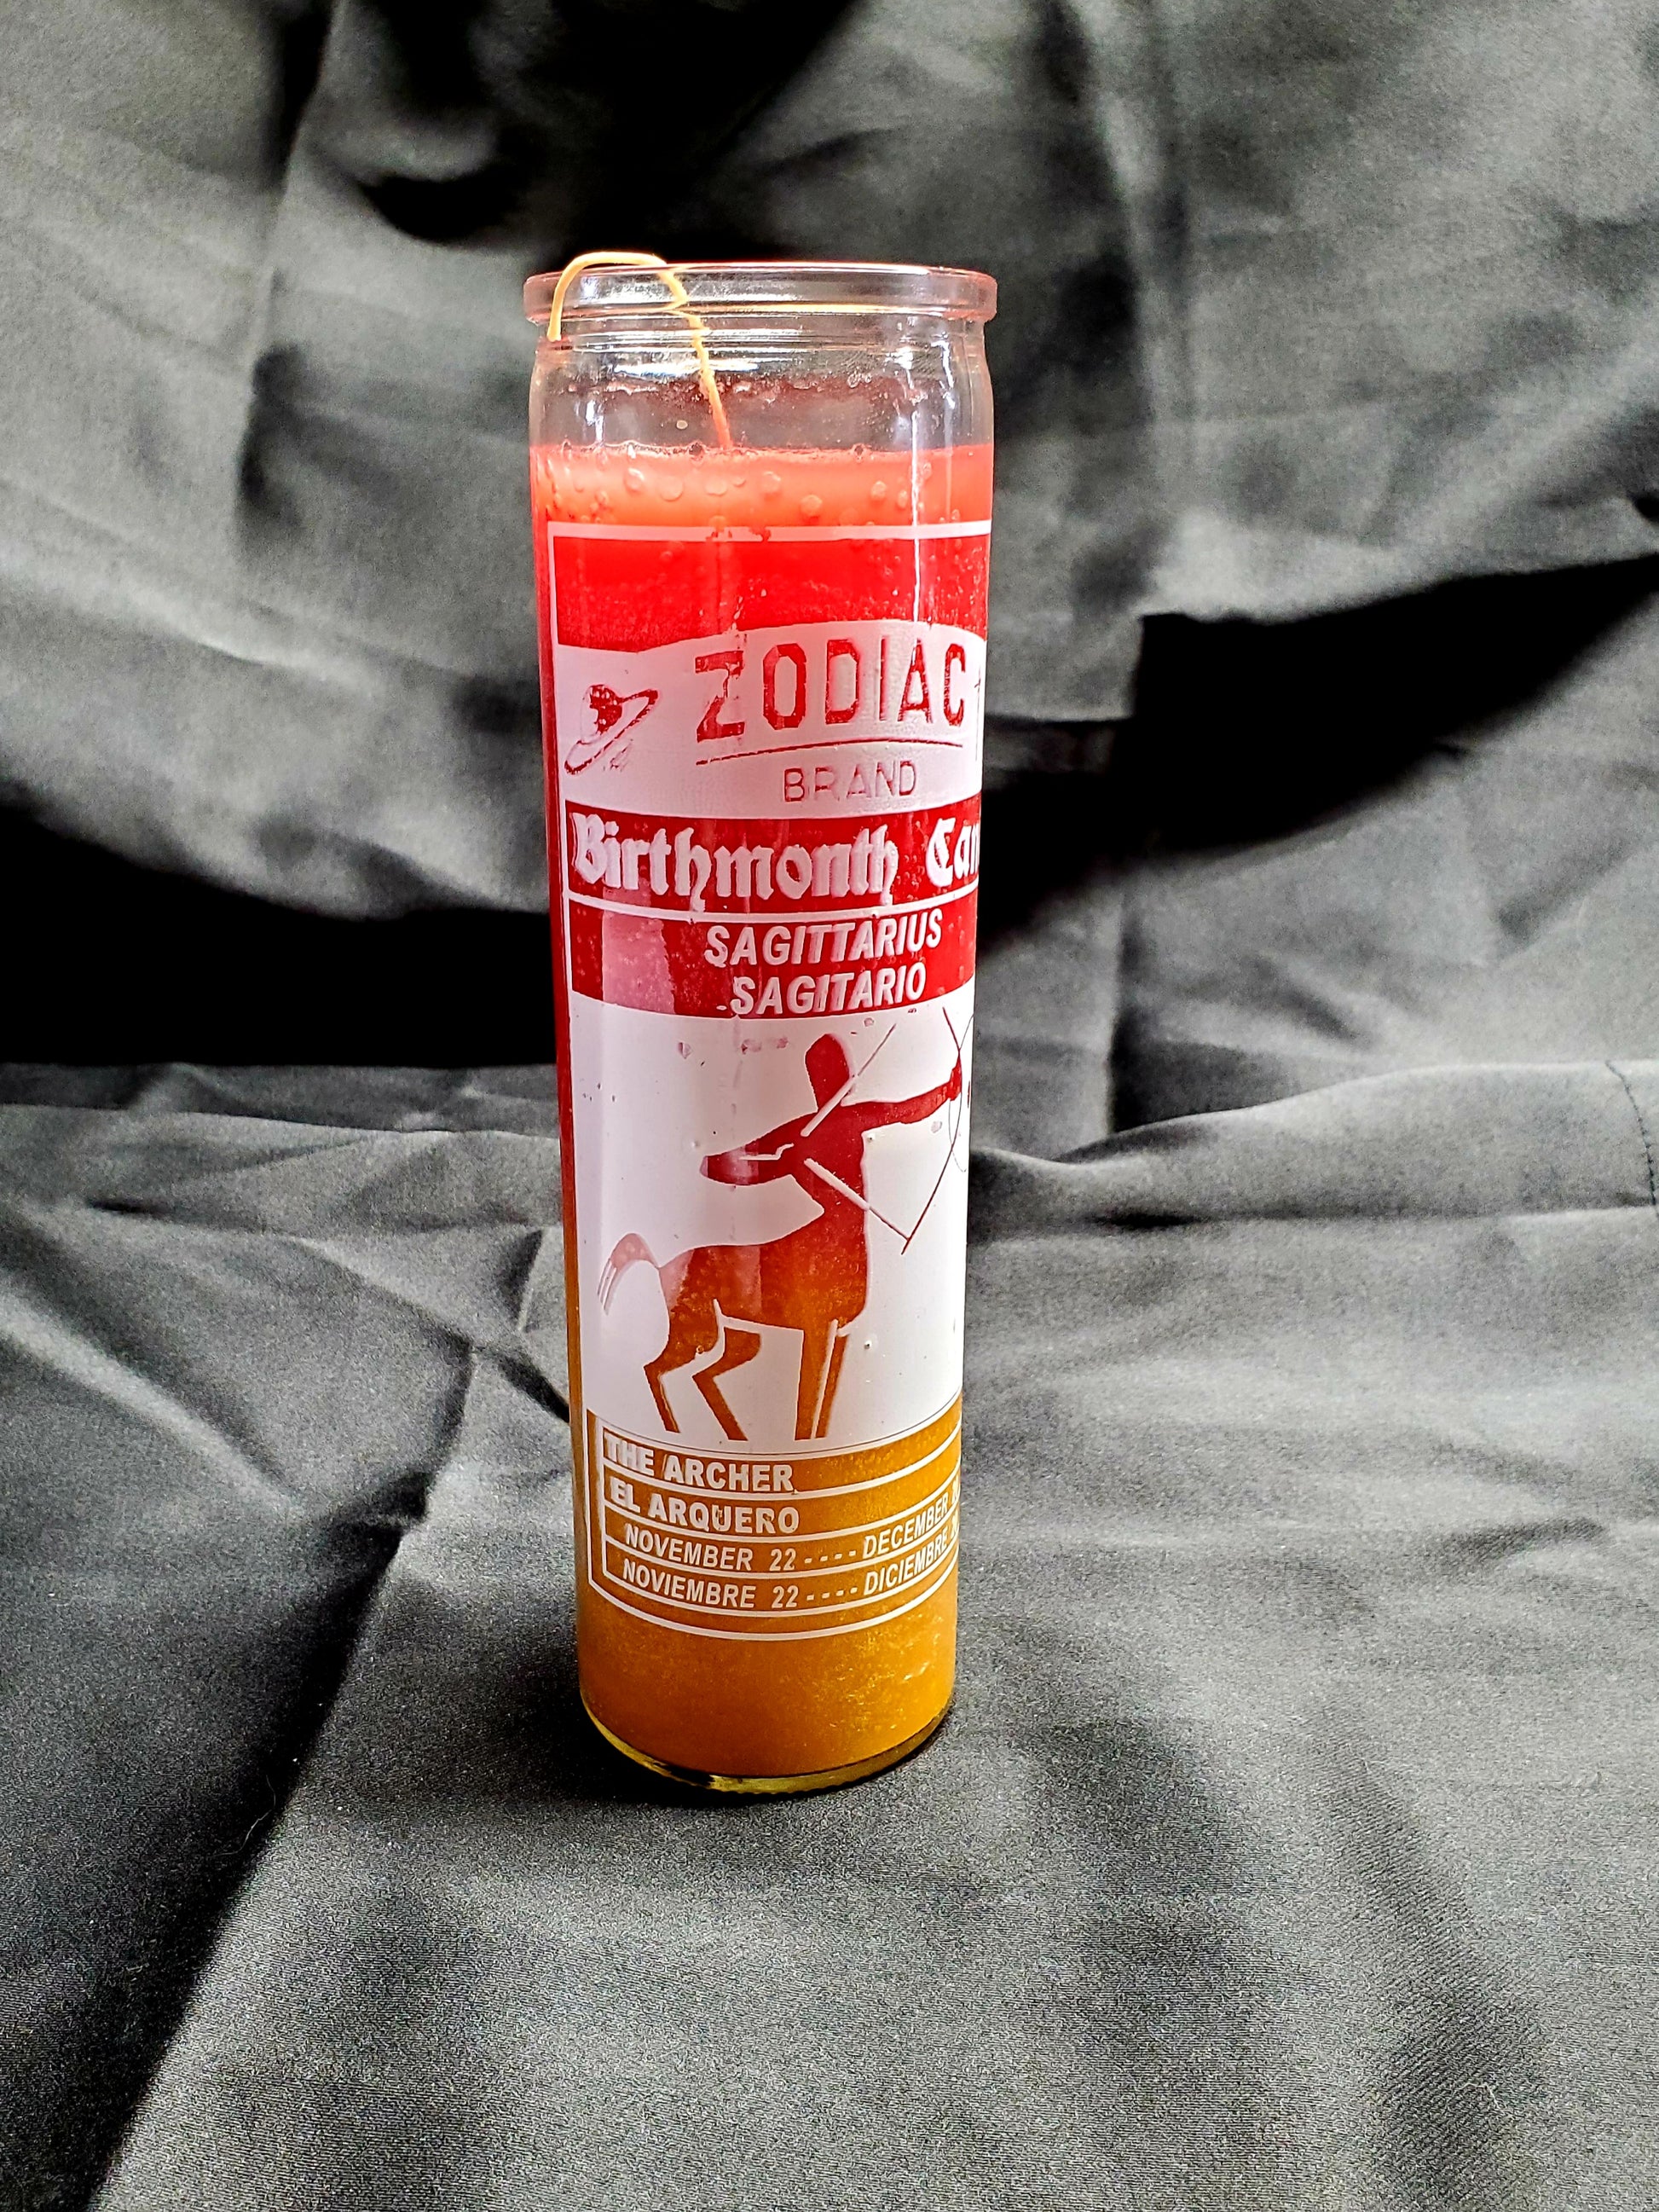 ZODIAC
BRAND
Birthmonth
SAGITTARIUS
SAGITARIO
THE ARCHER
EL ARQUERO
NOVEMBER 22 ---- DECEMBER
NOVIEMBRE 22 ---- DICIEMBRE